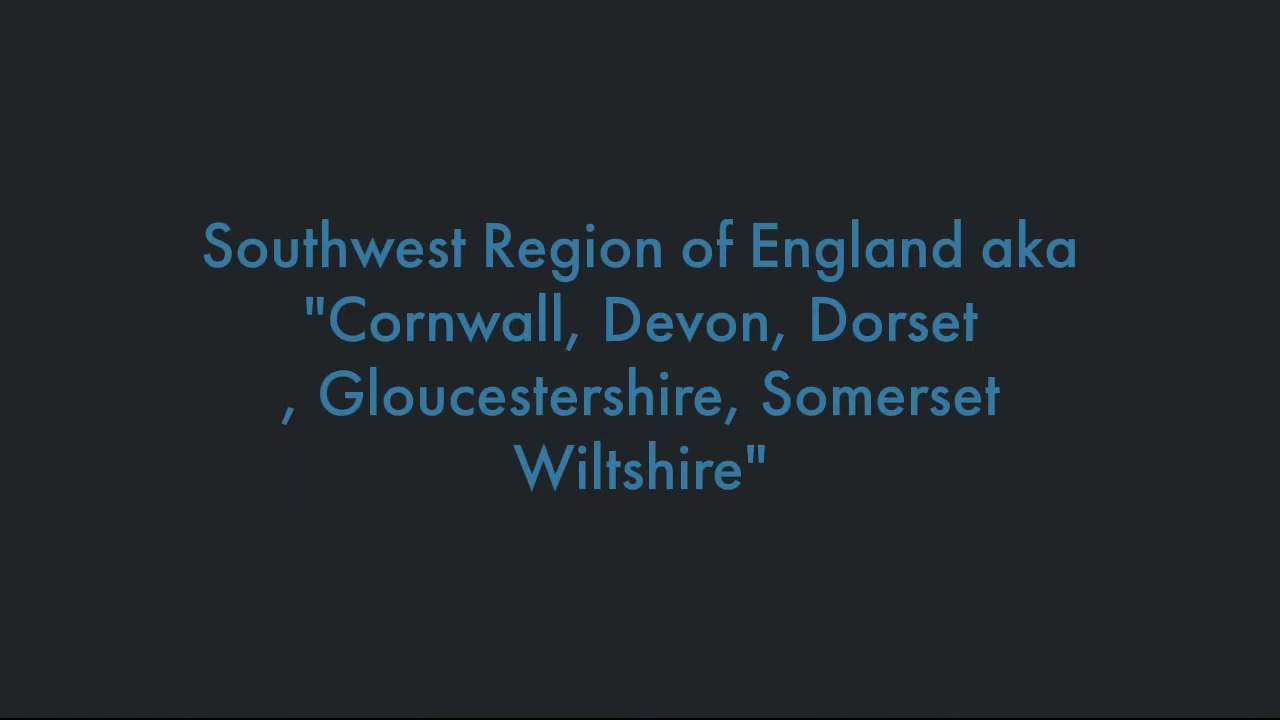 Southwest Region of England aka
"Cornwall, Devon, Dorset
, Gloucestershire, Somerset
Wiltshire"